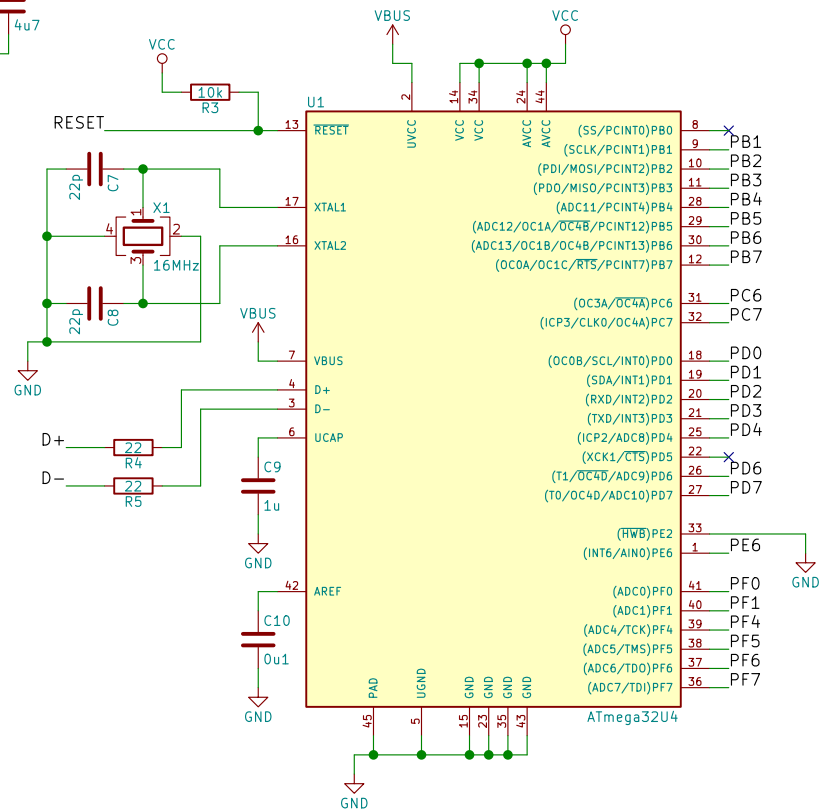 4u7
VBUS
VCC
VCC
10k
R3
U1
2
UVCC
14
VCC
34
VCC
24
AVCC
44
AVCC
RESET
13
RESET
22p
C7
17
XTAL1
X1
1
4
2
3
16MHz
16
XTAL2
22p
C8
GND
VBUS
7
VBUS
4
D+
3
D-
D+
22
R4
D-
22
R5
6
UCAP
C9
1u
GND
42
AREF
C10
0u1
GND
(SS/PCINT0)PB0
8
(SCLK/PCINT1)PB1
9
PB1
(PDI/MOSI/PCINT2)PB2
10
PB2
(PDO/MISO/PCINT3)PB3
11
PB3
(ADC11/PCINT4)PB4
28
PB4
(ADC12/OC1A/OC4B/PCINT12)PB5
29
PB5
(ADC13/OC1B/OC4B/PCINT13)PB6
30
PB6
(OC0A/OC1C/RTS/PCINT7)PB7
12
PB7
(OC3A/OC4A)PC6
31
PC6
(ICP3/CLK0/OC4A)PC7
32
PC7
(OC0B/SCL/INT0)PD0
18
PD0
(SDA/INT1)PD1
19
PD1
(RXD/INT2)PD2
20
PD2
(TXD/INT3)PD3
21
PD3
(ICP2/ADC8)PD4
25
PD4
(XCK1/CTS)PD5
22
(T1/OC4D/ADC9)PD6
26
PD6
(T0/OC4D/ADC10)PD7
27
PD7
(HWB)PE2
33
GND
(INT6/AIN0)PE6
1
PE6
(ADC0)PF0
41
PF0
(ADC1)PF1
40
PF1
(ADC4/TCK)PF4
39
PF4
(ADC5/TMS)PF5
38
PF5
(ADC6/TDO)PF6
37
PF6
(ADC7/TDI)PF7
36
PF7
PAD
45
UGND
5
GND
15
GND
23
GND
35
GND
43
ATmega32U4
GND